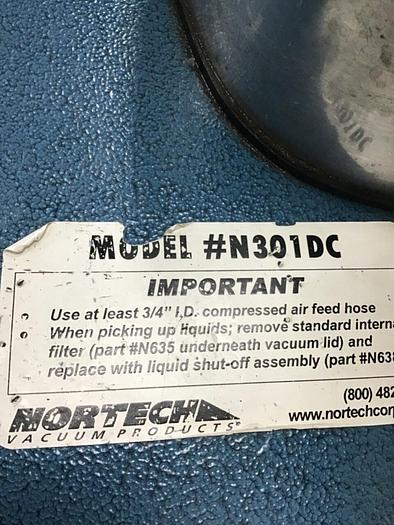 MODEL #N301DC
IMPORTANT
Use at least 3/4" I.D. compressed air feed hose
When picking up liquids; remove standard interna
filter (part #N635 underneath vacuum lid) and
replace with liquid shut-off assembly (part #N638
(800) 482
NORTECH
VACUUM PRODUCTS
www.nortechcorp